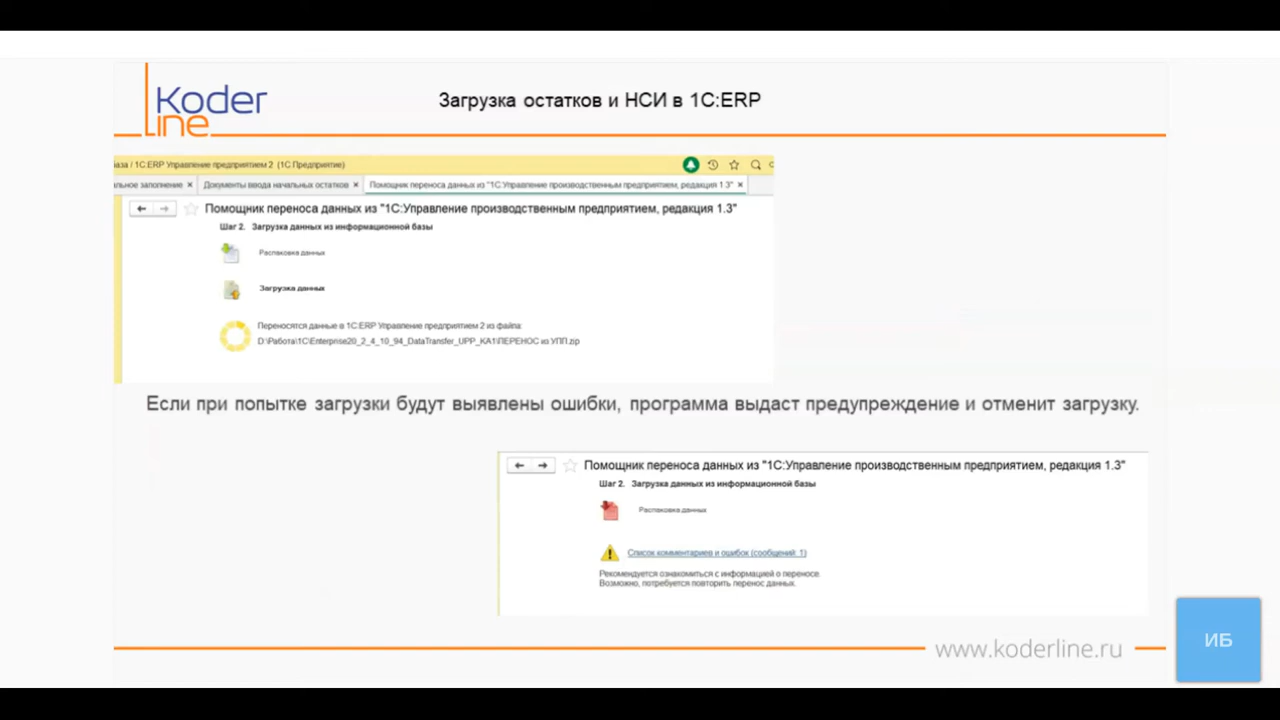 Koder
line
Загрузка остатков и НСИ в 1С:ERP
аза / 1С:ERP Управление предприятием 2 (1С:Предприятие)
льное заполнение × Документы ввода начальных остатков × Помощник переноса данных из "1С:Управление производственным предприятием, редакция 1.3" ×
Помощник переноса данных из "1С:Управление производственным предприятием, редакция 1.3"
Шаг 2. Загрузка данных из информационной базы
Распаковка данных
Загрузка данных
Переносятся данные в 1С:ERP Управление предприятием 2 из файла:
D:\Работа\1С\Enterprise20_2_4_10_94_DataTransfer_UPP_KA1\ПЕРЕНОС из УПП.zip
Если при попытке загрузки будут выявлены ошибки, программа выдаст предупреждение и отменит загрузку.
Помощник переноса данных из "1С:Управление производственным предприятием, редакция 1.3"
Шаг 2. Загрузка данных из информационной базы
Распаковка данных
Список комментариев и ошибок (сообщений: 1)
Рекомендуется ознакомиться с информацией о переносе.
Возможно, потребуется повторить перенос данных.
www.koderline.ru
ИБ